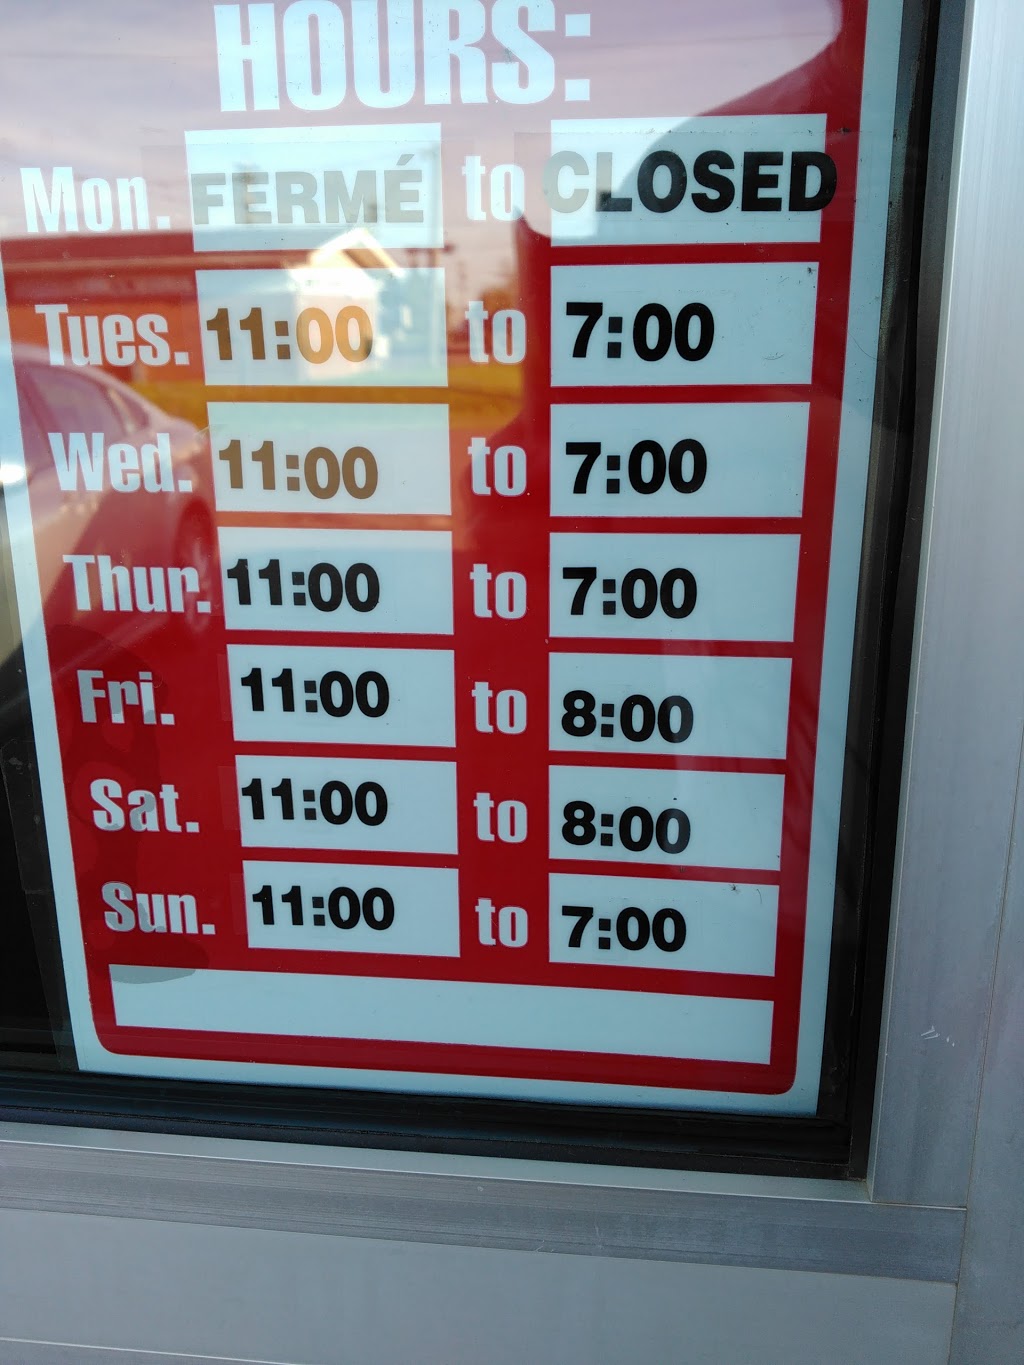 HOURS:
Mon. FERMÉ to CLOSED
Tues. 11:00 to 7:00
Wed. 11:00 to 7:00
Thur. 11:00 to 7:00
Fri. 11:00 to 8:00
Sat. 11:00 to 8:00
Sun. 11:00 to 7:00